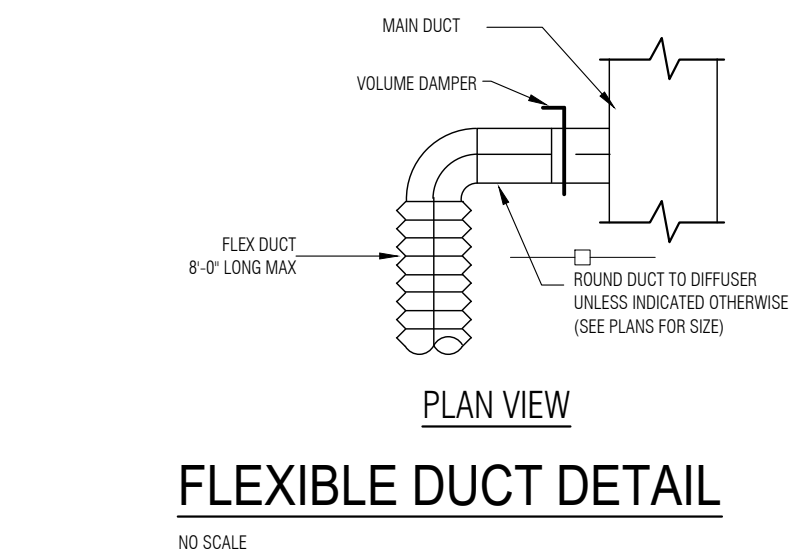 MAIN DUCT
VOLUME DAMPER
FLEX DUCT
8'-0" LONG MAX
ROUND DUCT TO DIFFUSER
UNLESS INDICATED OTHERWISE
(SEE PLANS FOR SIZE)
PLAN VIEW
FLEXIBLE DUCT DETAIL
NO SCALE